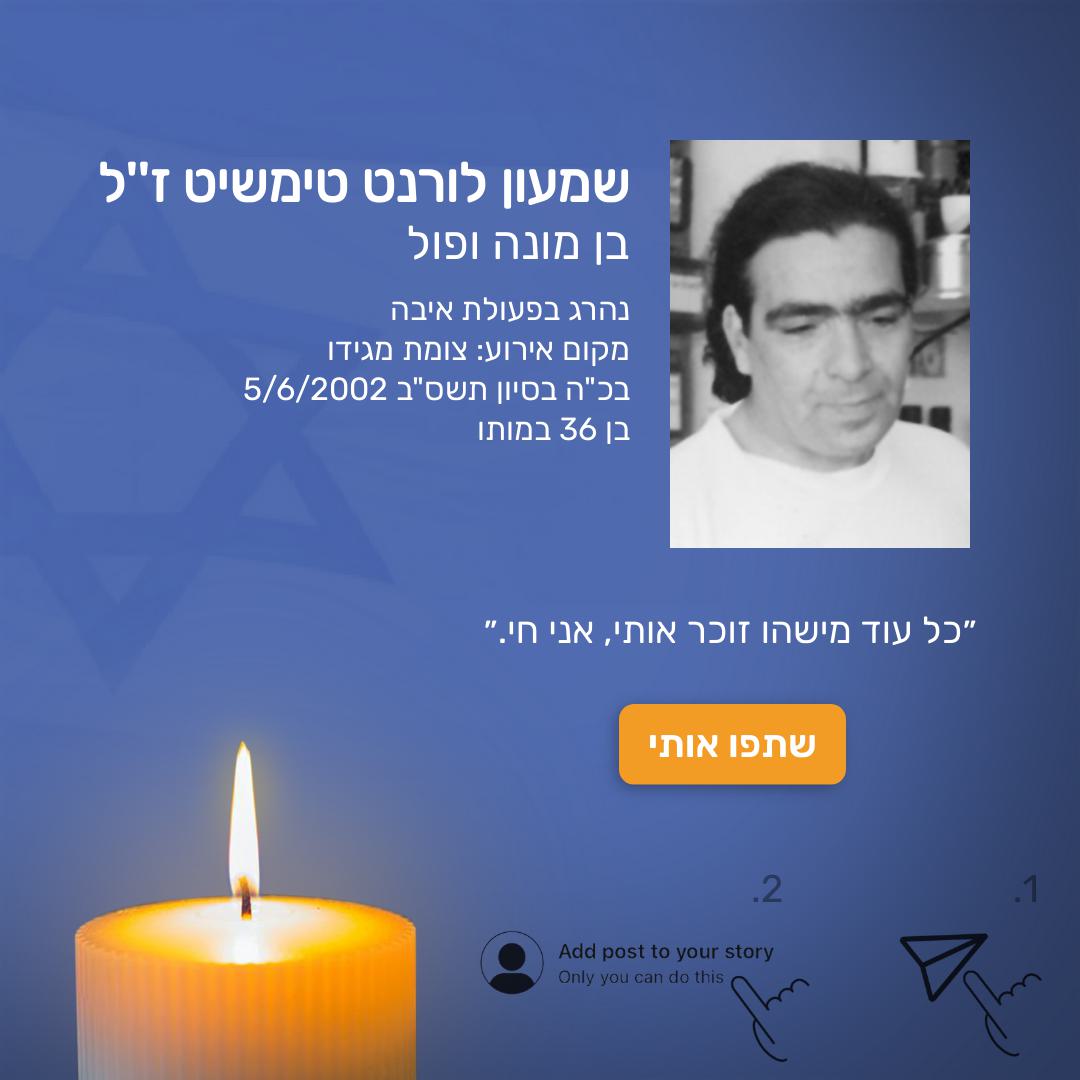 שמעון לורנט טימשיט ז''ל
בן מונה ופול
נהרג בפעולת איבה
מקום אירוע: צומת מגידו
בכ"ה בסיון תשס"ב 5/6/2002
בן 36 במותו
״כל עוד מישהו זוכר אותי, אני חי.״
שתפו אותי
1.
2.
Add post to your story
Only you can do this